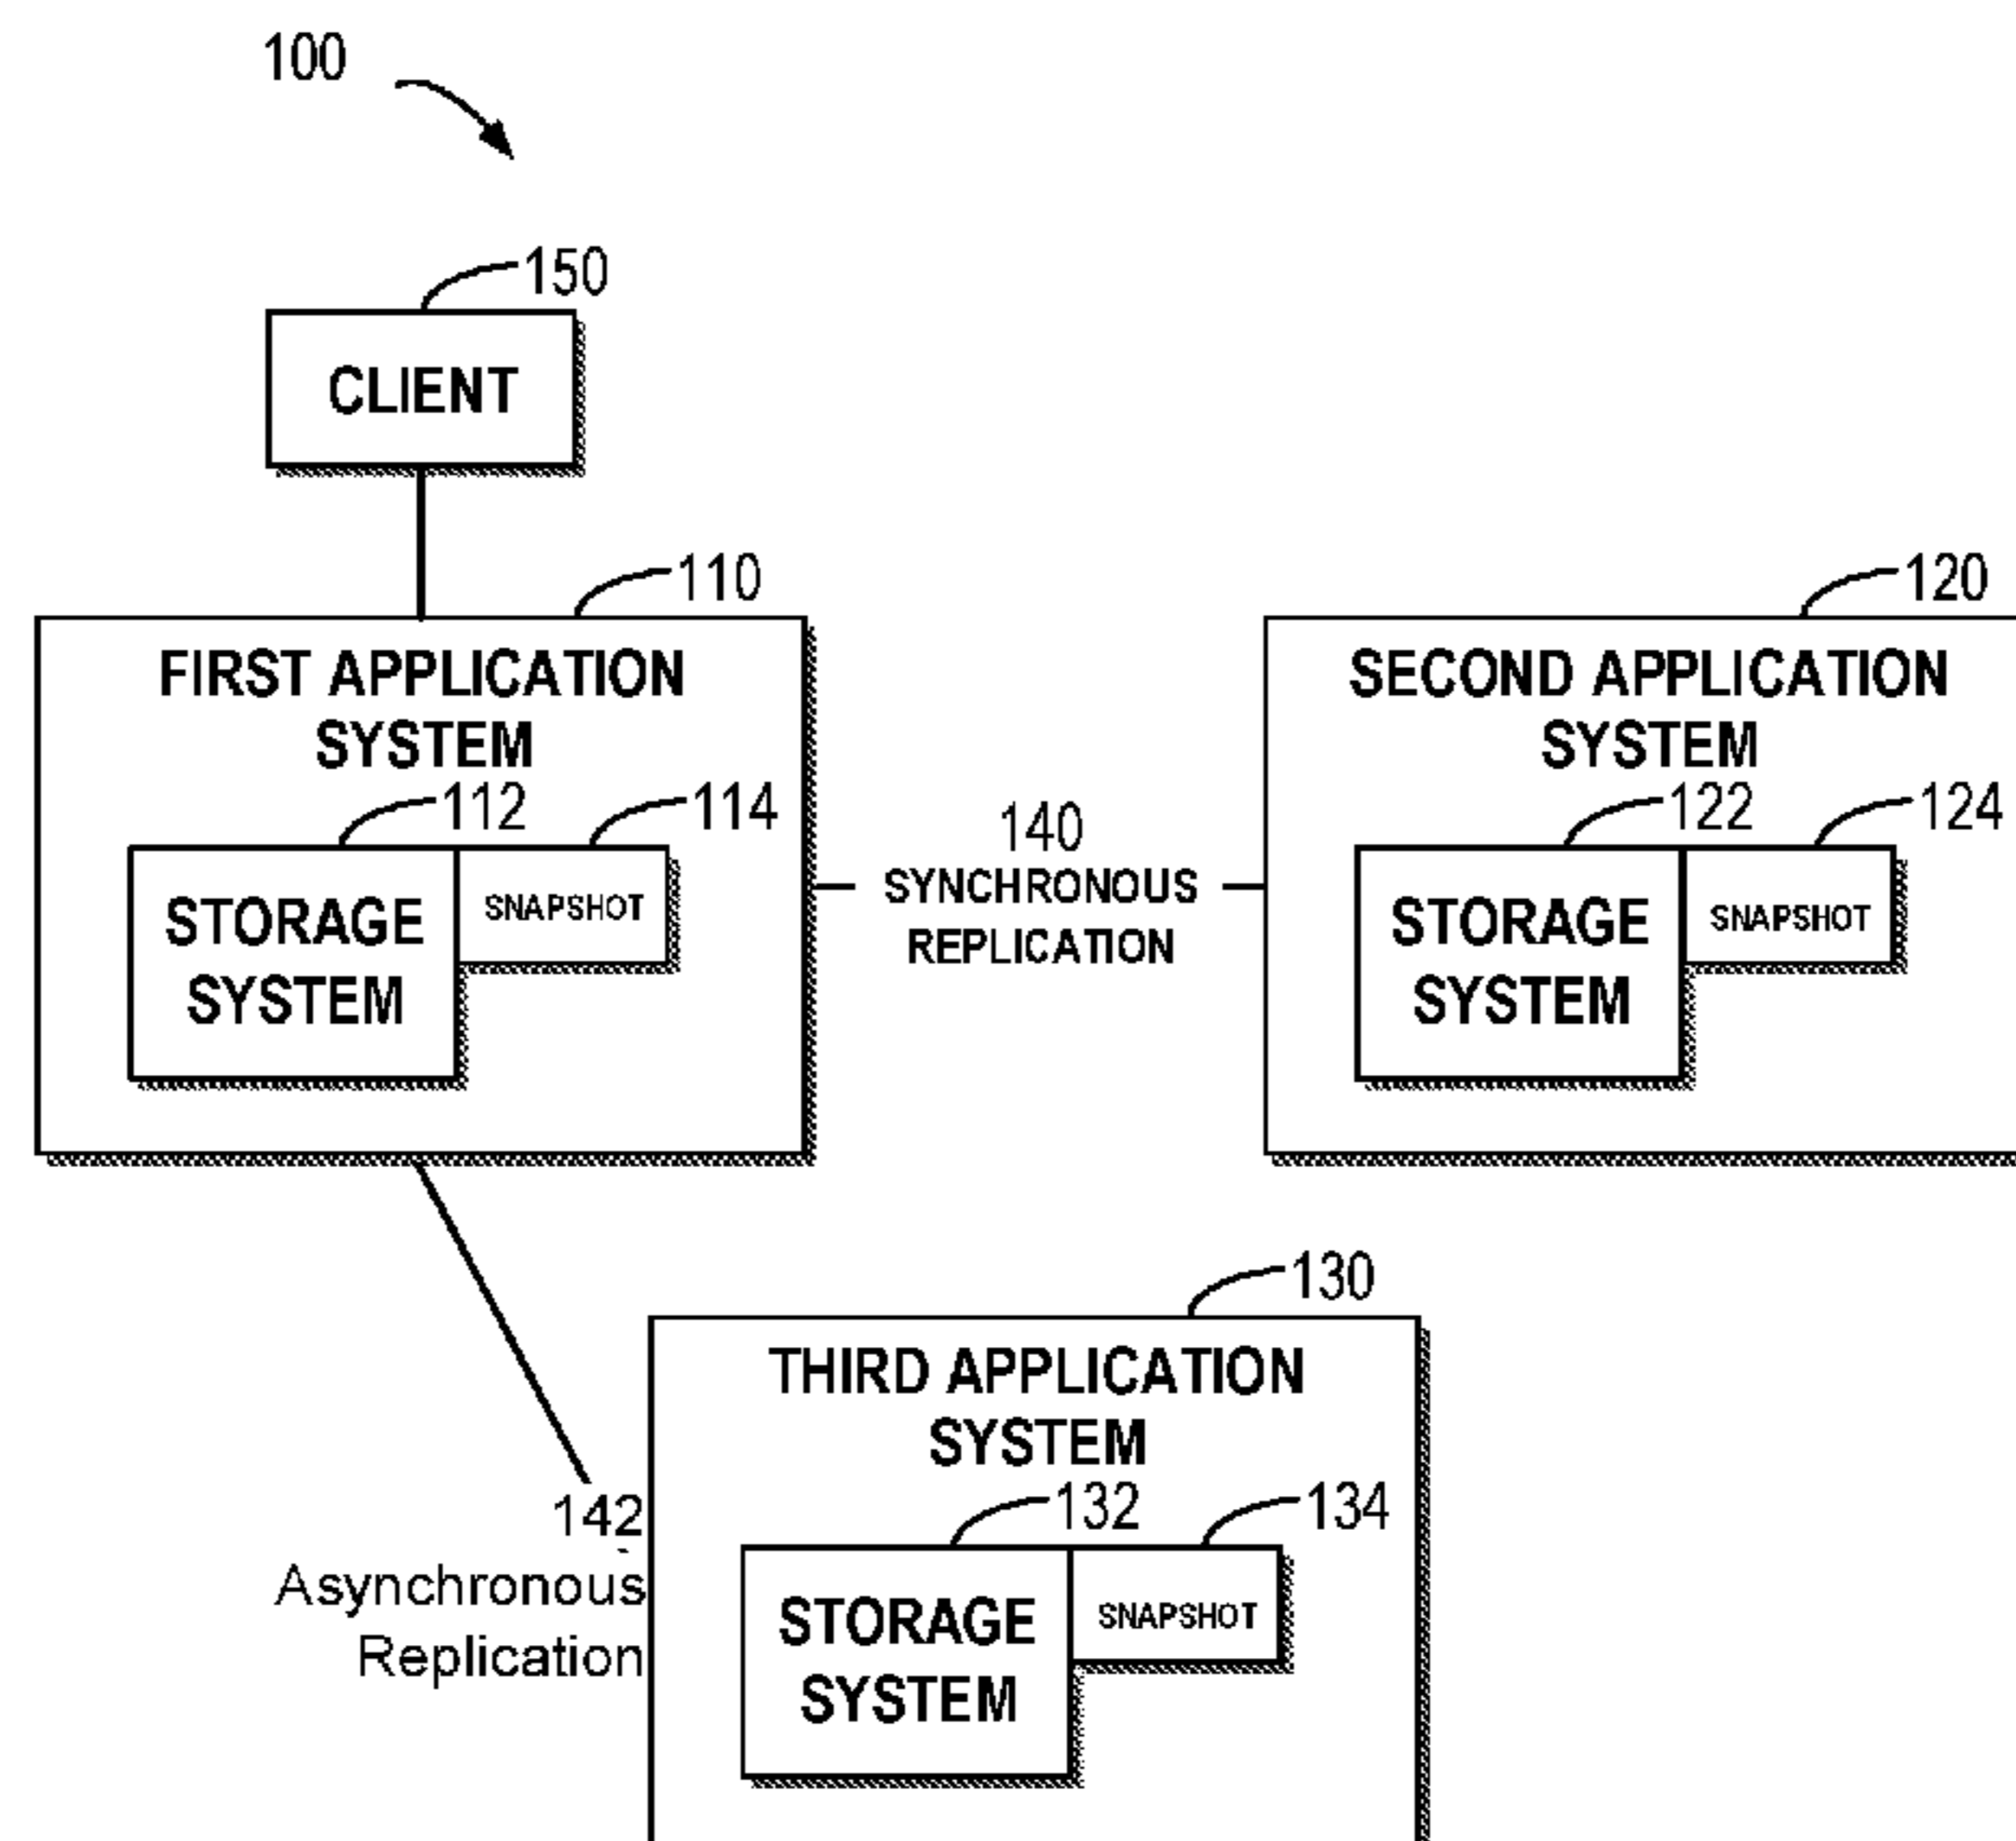 100
150
CLIENT
110
FIRST APPLICATION
SYSTEM
112
114
STORAGE
SYSTEM
SNAPSHOT
140
SYNCHRONOUS
REPLICATION
120
SECOND APPLICATION
SYSTEM
122
124
STORAGE
SYSTEM
SNAPSHOT
142
Asynchronous
Replication
130
THIRD APPLICATION
SYSTEM
132
134
STORAGE
SYSTEM
SNAPSHOT